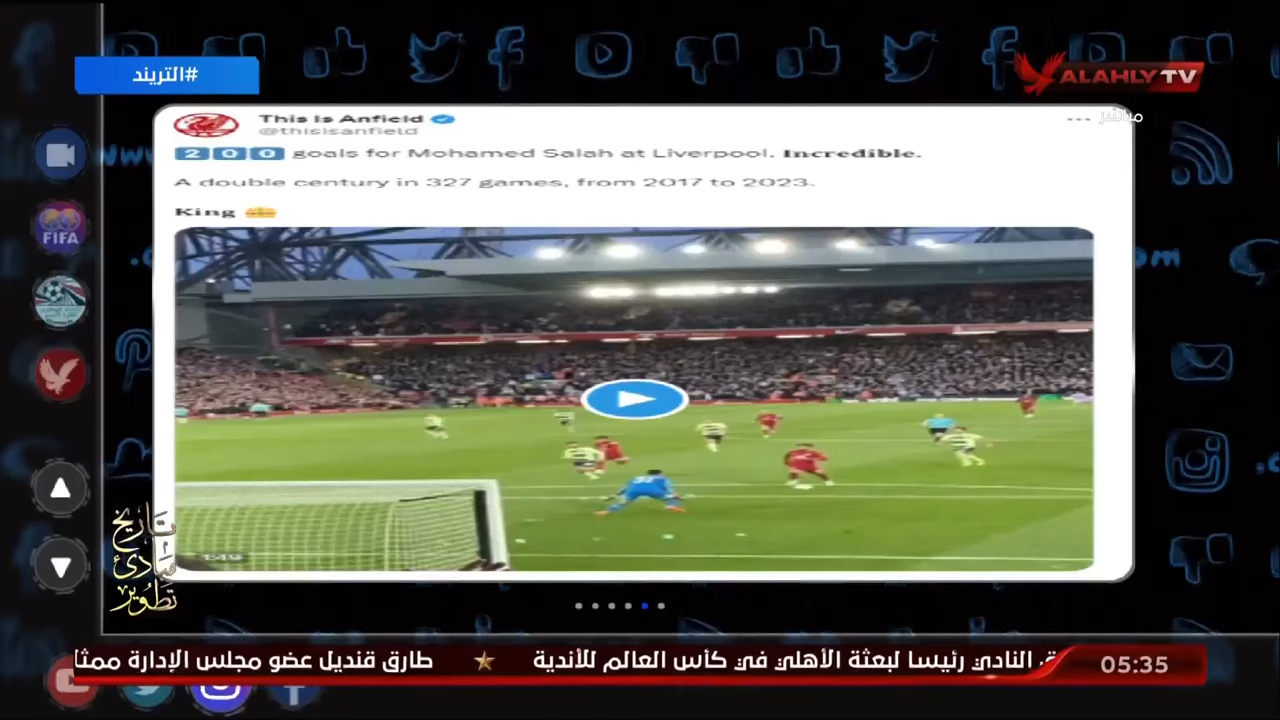 #التريند
ALAHLY TV
مباشر
This Is Anfield
@thisisanfield
200 goals for Mohamed Salah at Liverpool. Incredible.
A double century in 327 games, from 2017 to 2023.
King
FIFA
تاريخ
مبادئ
تطوير
النادي رئيسا لبعثة الأهلي في كأس العالم للأندية ★ طارق قنديل عضو مجلس الإدارة
05:35